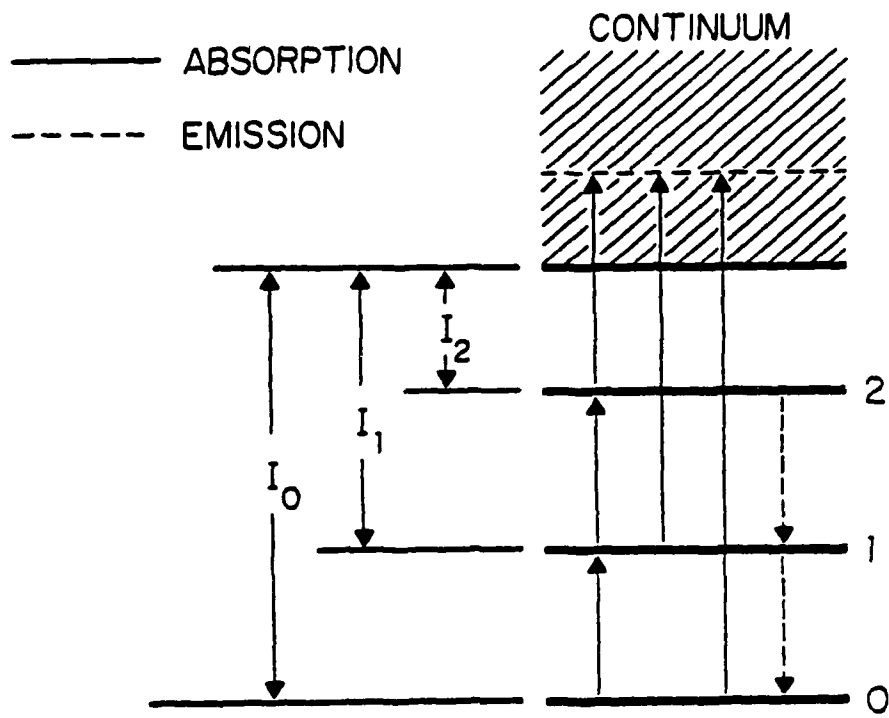 CONTINUUM
ABSORPTION
EMISSION
I₂
2
I₁
I₀
1
0